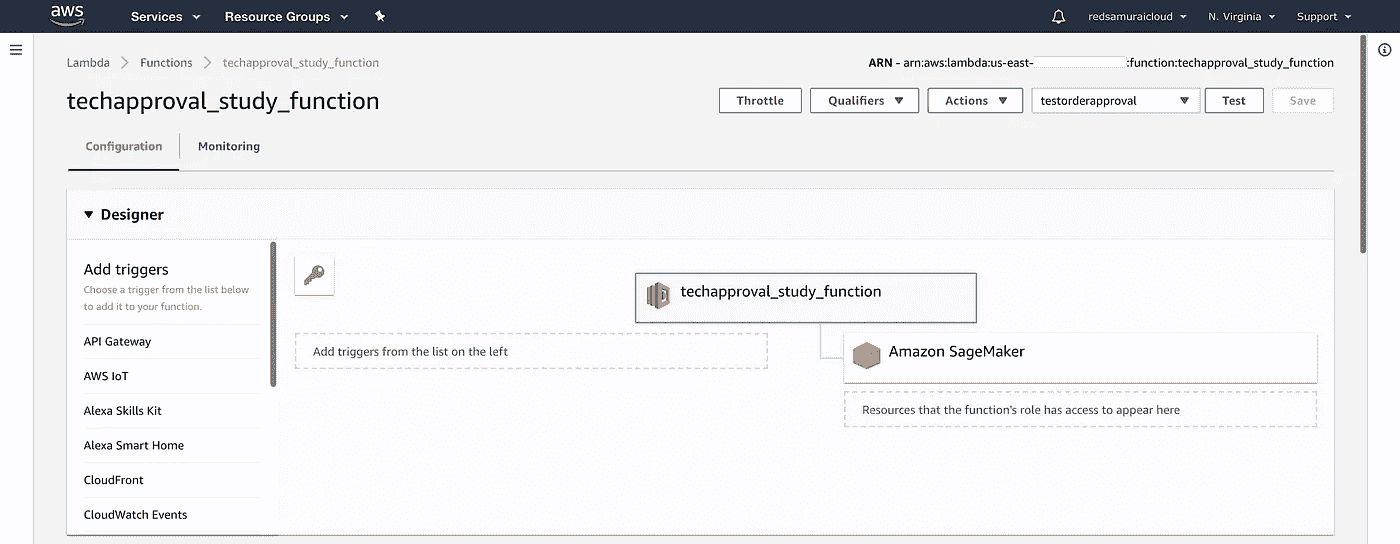 aws Services Resource Groups redsamuraicloud N. Virginia Support
Lambda Functions techapproval_study_function ARN - arn:aws:lambda:us-east- :function:techapproval_study_function
techapproval_study_function Throttle Qualifiers Actions testorderapproval Test Save
Configuration Monitoring
Designer
Add triggers
Choose a trigger from the list below
to add it to your function.
API Gateway
AWS IoT
Alexa Skills Kit
Alexa Smart Home
CloudFront
CloudWatch Events
techapproval_study_function
Add triggers from the list on the left
Amazon SageMaker
Resources that the function's role has access to appear here